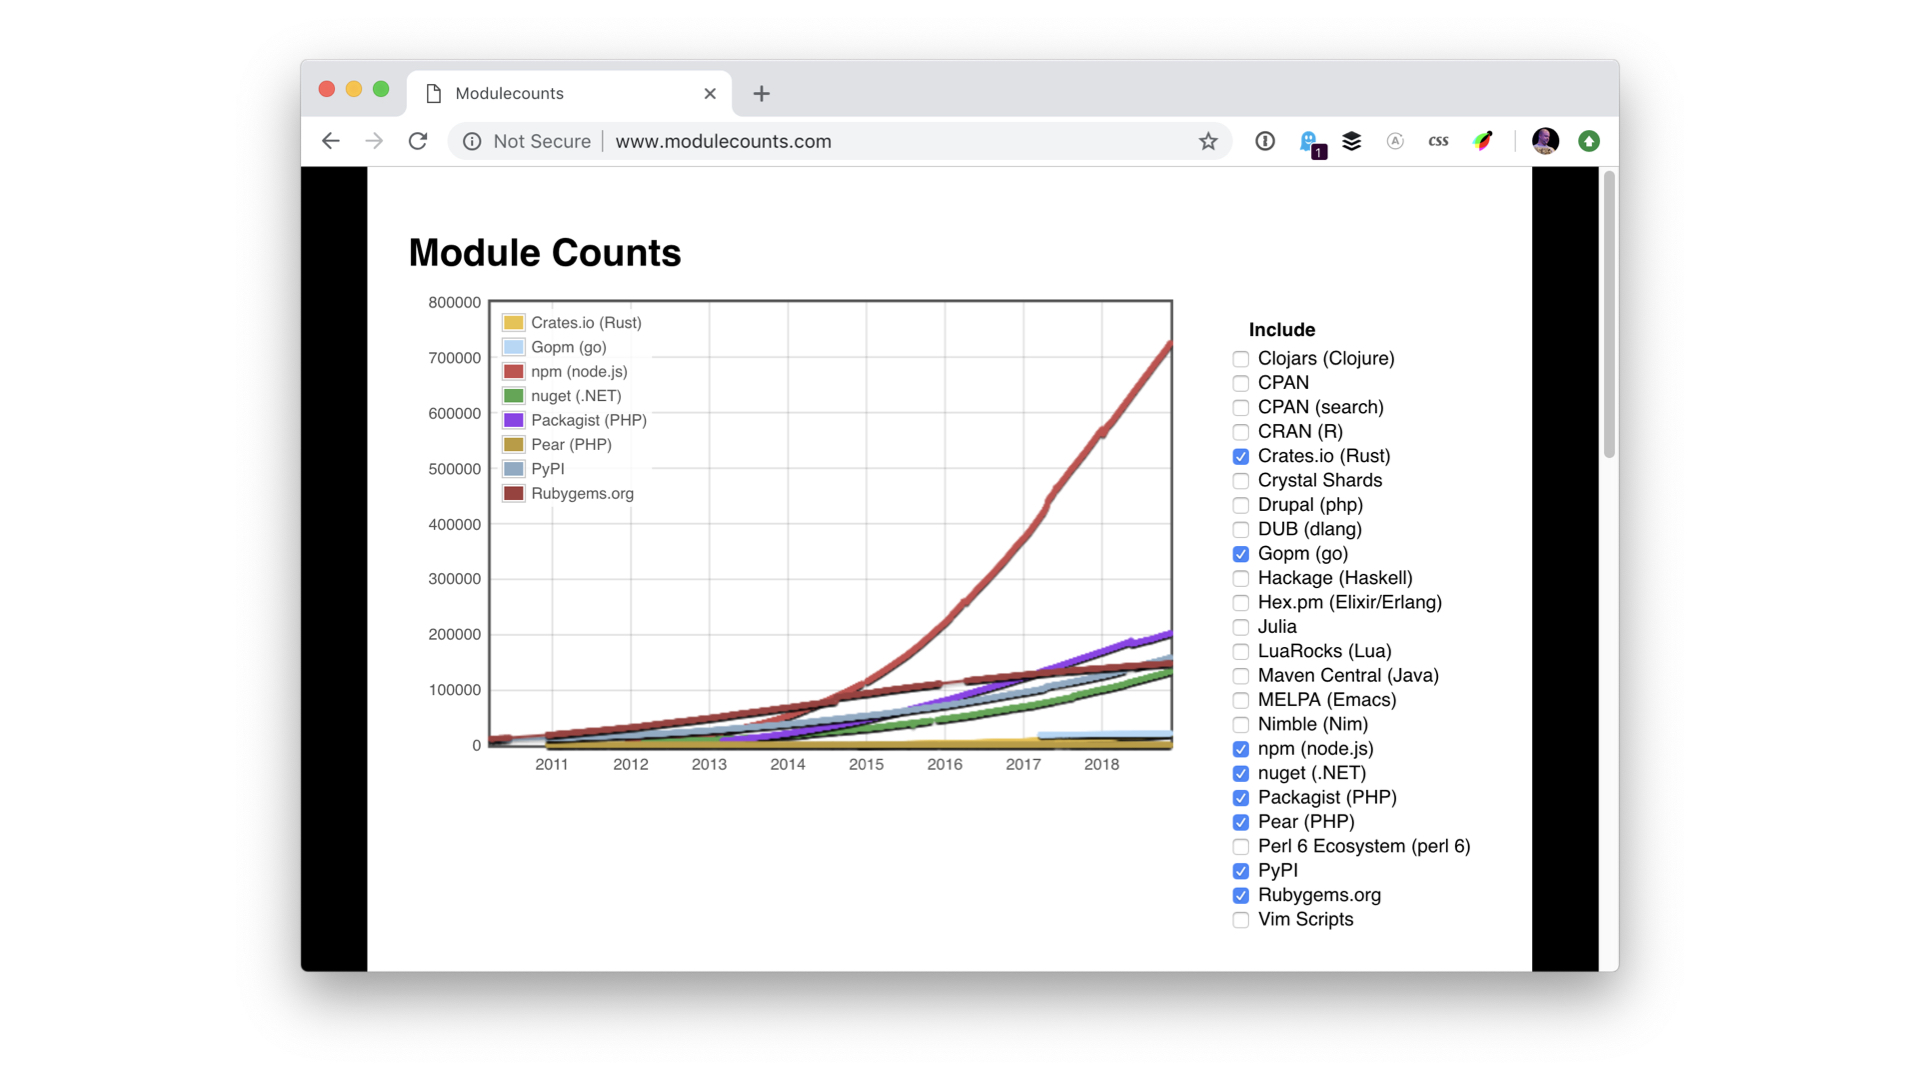 Modulecounts
Not Secure www.modulecounts.com
1
A
CSS
Module Counts
800000
700000
600000
500000
400000
300000
200000
100000
0
Crates.io (Rust)
Gopm (go)
npm (node.js)
nuget (.NET)
Packagist (PHP)
Pear (PHP)
PyPI
Rubygems.org
2011 2012 2013 2014 2015 2016 2017 2018
Include
Clojars (Clojure)
CPAN
CPAN (search)
CRAN (R)
Crates.io (Rust)
Crystal Shards
Drupal (php)
DUB (dlang)
Gopm (go)
Hackage (Haskell)
Hex.pm (Elixir/Erlang)
Julia
LuaRocks (Lua)
Maven Central (Java)
MELPA (Emacs)
Nimble (Nim)
npm (node.js)
nuget (.NET)
Packagist (PHP)
Pear (PHP)
Perl 6 Ecosystem (perl 6)
PyPI
Rubygems.org
Vim Scripts